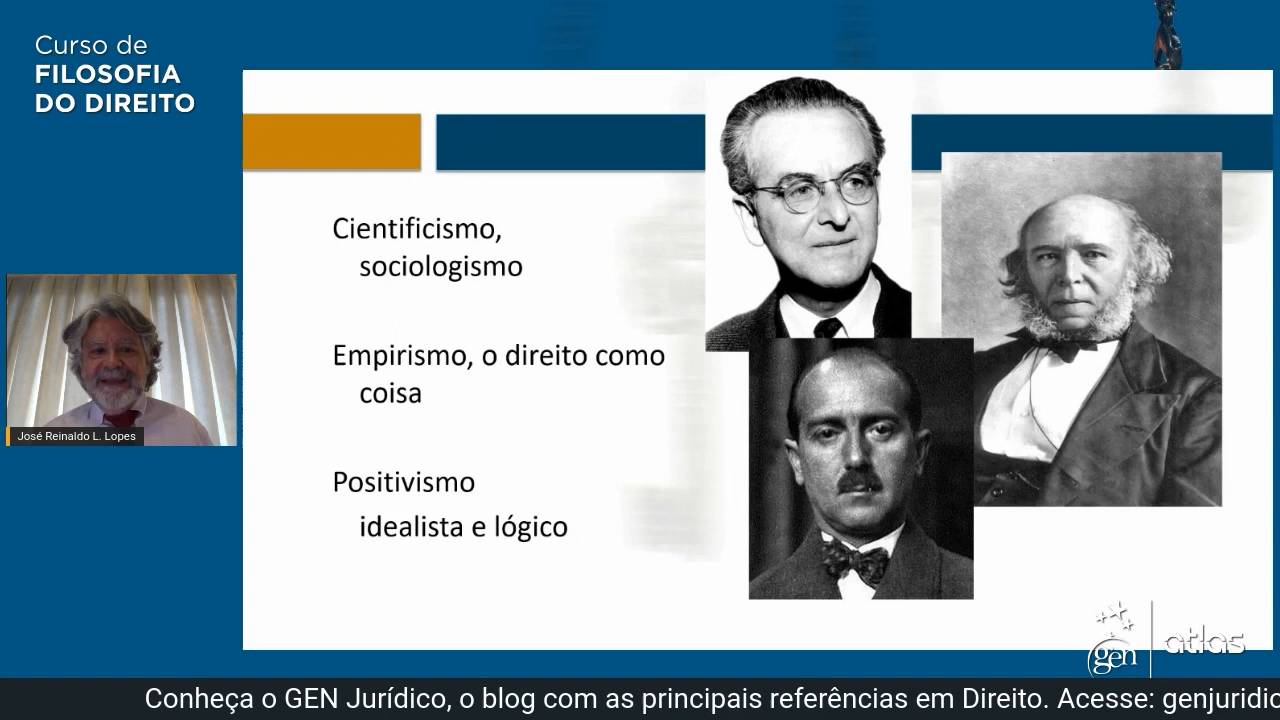 Curso de
FILOSOFIA
DO DIREITO
Cientificismo,
sociologismo
Empirismo, o direito como
coisa
Positivismo
idealista e lógico
José Reinaldo L. Lopes
gen
atlas
Conheça o GEN Jurídico, o blog com as principais referências em Direito. Acesse: genjuridic